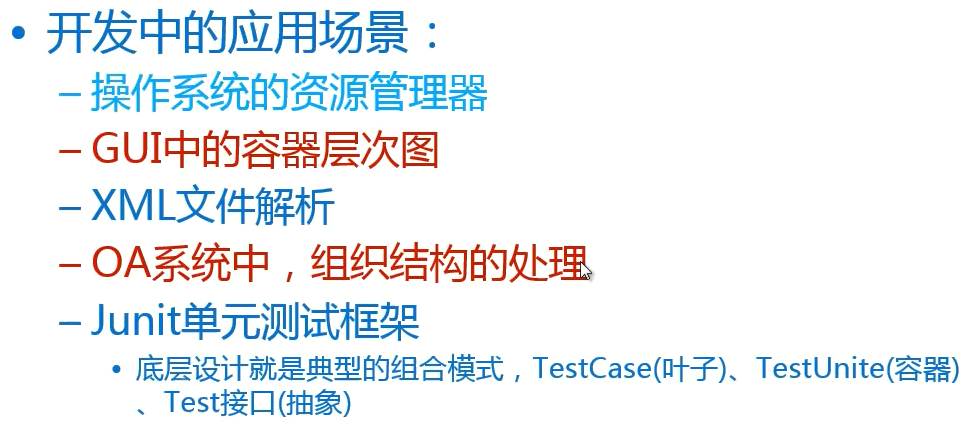 • 开发中的应用场景：
– 操作系统的资源管理器
– GUI中的容器层次图
– XML文件解析
– OA系统中，组织结构的处理
– Junit单元测试框架
• 底层设计就是典型的组合模式，TestCase(叶子)、TestUnite(容器)
、Test接口(抽象)